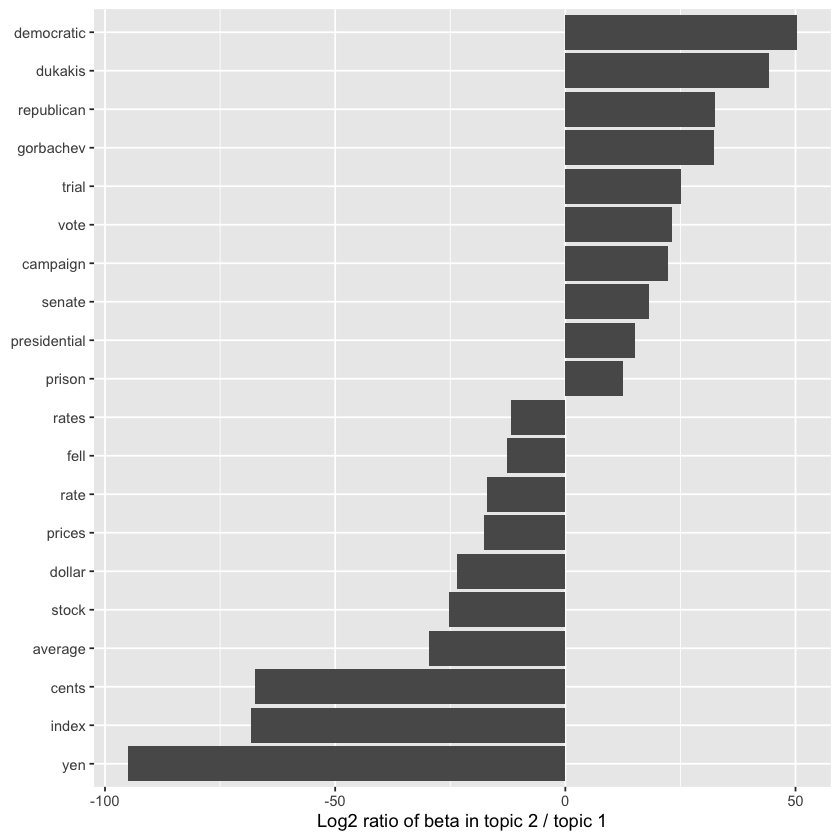 democratic
dukakis
republican
gorbachev
trial
vote
campaign
senate
presidential
prison
rates
fell
rate
prices
dollar
stock
average
cents
index
yen
-100 -50 0 50
Log2 ratio of beta in topic 2 / topic 1